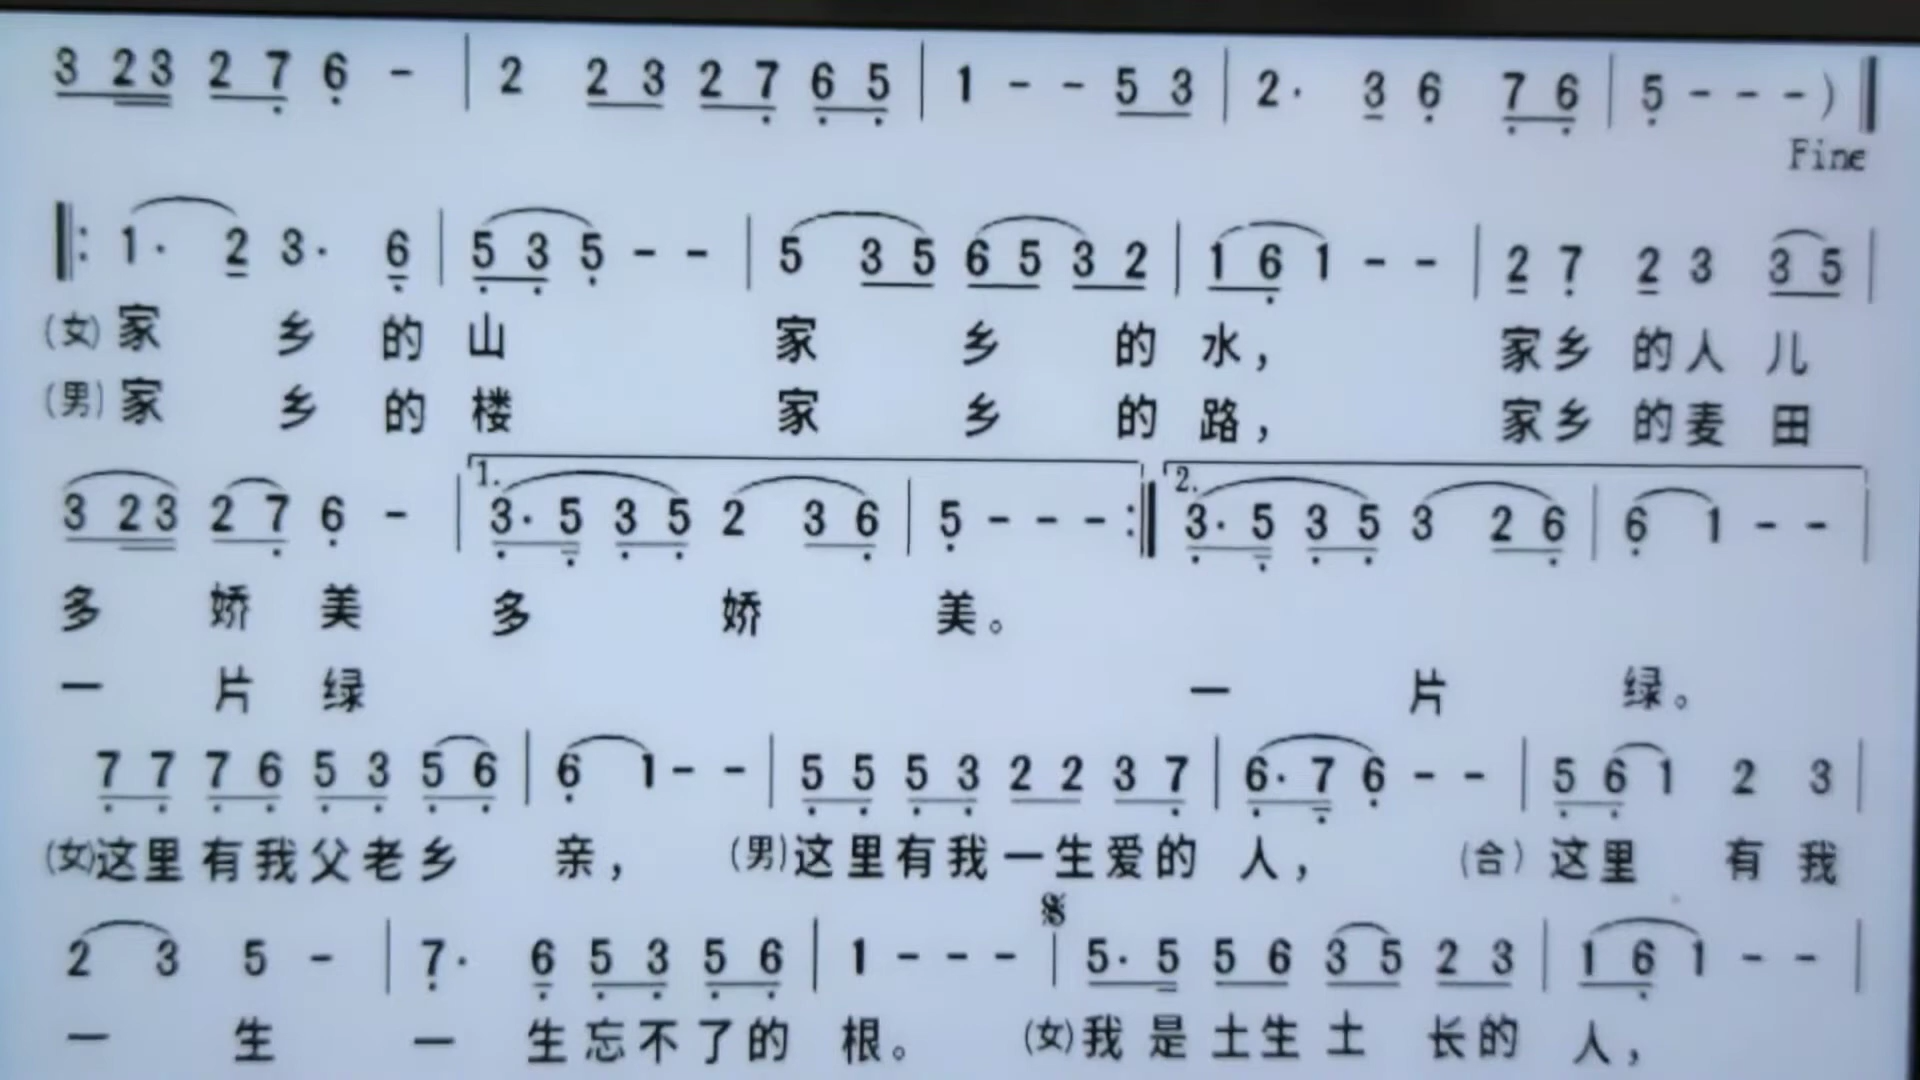 3 23 2 7 6 - | 2 2 3 2 7 6 5 | 1 - - 5 3 | 2· 3 6 7 6 | 5 - - - ) ‖
Fine
‖: 1· 2 3· 6 | 5 3 5 - - | 5 3 5 6 5 3 2 | 1 6 1 - - | 2 7 2 3 3 5 |
(女) 家 乡 的 山 家 乡 的 水， 家乡 的人 儿
(男) 家 乡 的 楼 家 乡 的 路， 家乡 的麦 田
3 23 2 7 6 - | 1. 3· 5 3 5 2 3 6 | 5 - - - :‖ 2. 3· 5 3 5 3 2 6 | 6 1 - - |
多 娇 美 多 娇 美。
一 片 绿 一 片 绿。
7 7 7 6 5 3 5 6 | 6 1 - - | 5 5 5 3 2 2 3 7 | 6· 7 6 - - | 5 6 1 2 3 |
(女)这里 有我 父老 乡 亲， (男)这里有我一生爱的 人， (合) 这里 有 我
𝄋
2 3 5 - | 7· 6 5 3 5 6 | 1 - - - | 5· 5 5 6 3 5 2 3 | 1 6 1 - - |
一 生 一 生忘不了的 根。 (女)我 是 土生 土 长的 人，